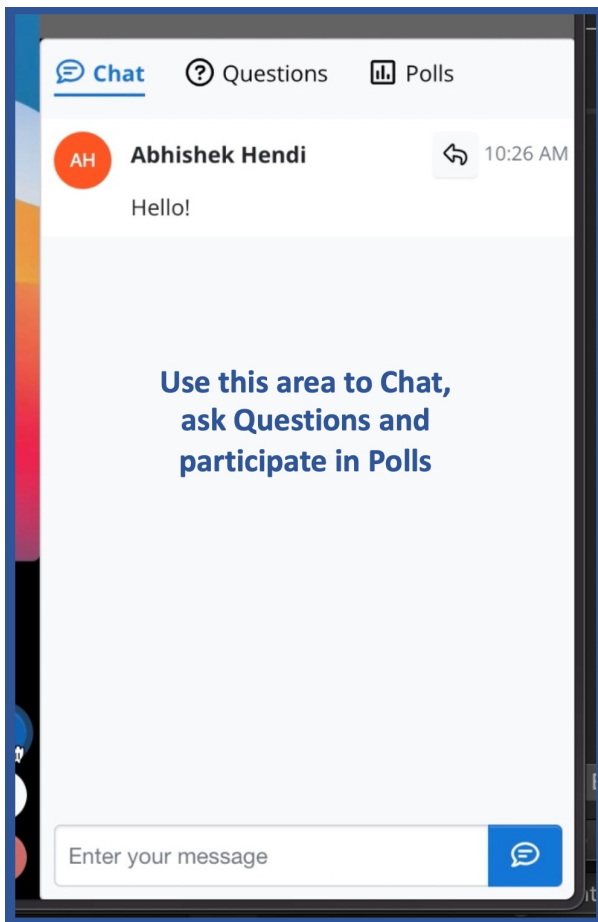 Chat Questions Polls
AH Abhishek Hendi 10:26 AM
Hello!
Use this area to Chat,
ask Questions and
participate in Polls
Enter your message